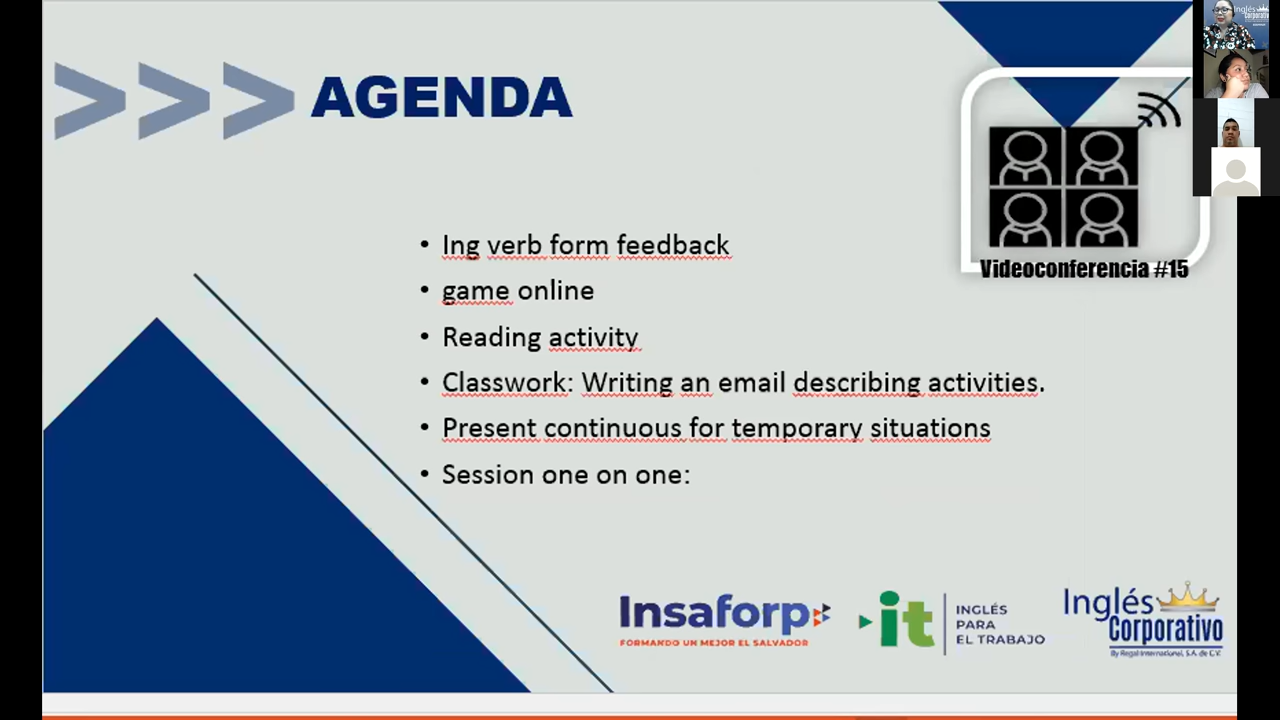 AGENDA
Inglés
Corporativo
Videoconferencia #15
• Ing verb form feedback
• game online
• Reading activity
• Classwork: Writing an email describing activities.
• Present continuous for temporary situations
• Session one on one:
Insaforp
FORMANDO UN MEJOR EL SALVADOR
it
INGLÉS
PARA
EL TRABAJO
Inglés
Corporativo
By Regal International, S.A. de C.V.